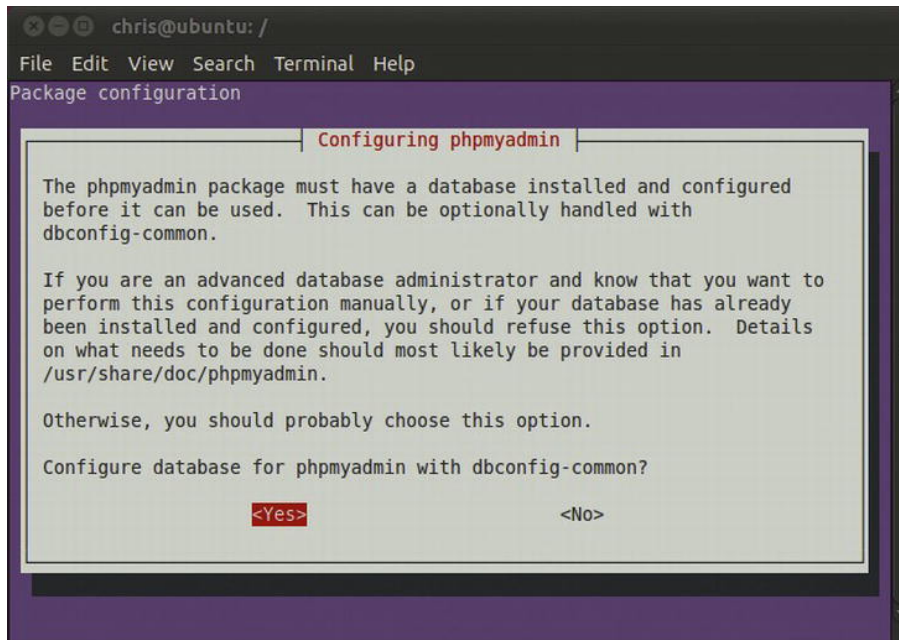 chris@ubuntu: /
File Edit View Search Terminal Help
Package configuration
Configuring phpmyadmin
The phpmyadmin package must have a database installed and configured
before it can be used.  This can be optionally handled with
dbconfig-common.
If you are an advanced database administrator and know that you want to
perform this configuration manually, or if your database has already
been installed and configured, you should refuse this option.  Details
on what needs to be done should most likely be provided in
/usr/share/doc/phpmyadmin.
Otherwise, you should probably choose this option.
Configure database for phpmyadmin with dbconfig-common?
<Yes> <No>